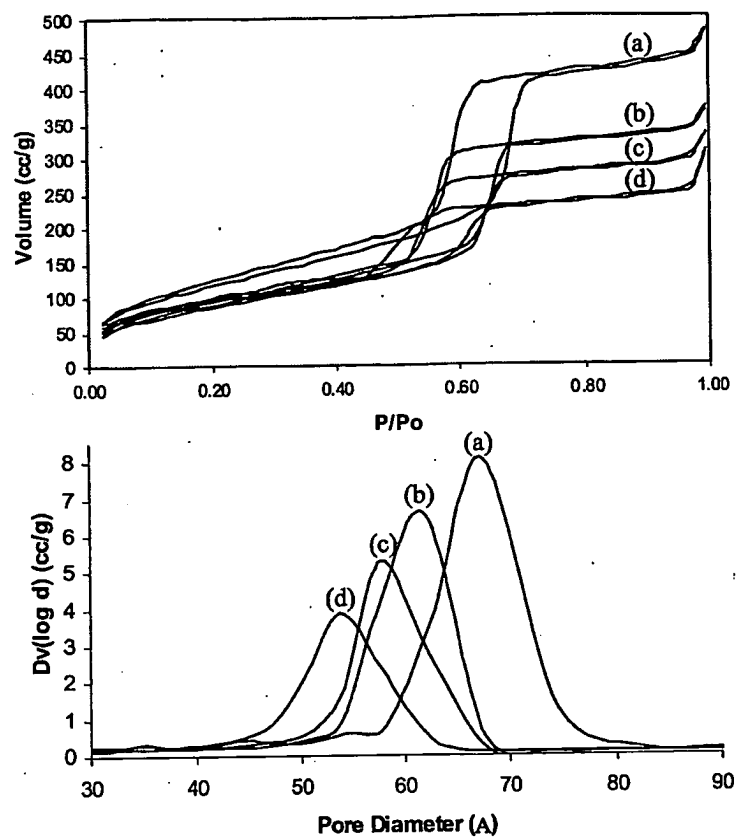 500
450
400
350
300
250
200
150
100
50
0
Volume (cc/g)
(a)
(b)
(c)
(d)
0.00 0.20 0.40 0.60 0.80 1.00
P/Po
8
7
6
5
4
3
2
1
0
Dv(log d) (cc/g)
(a)
(b)
(c)
(d)
30 40 50 60 70 80 90
Pore Diameter (A)